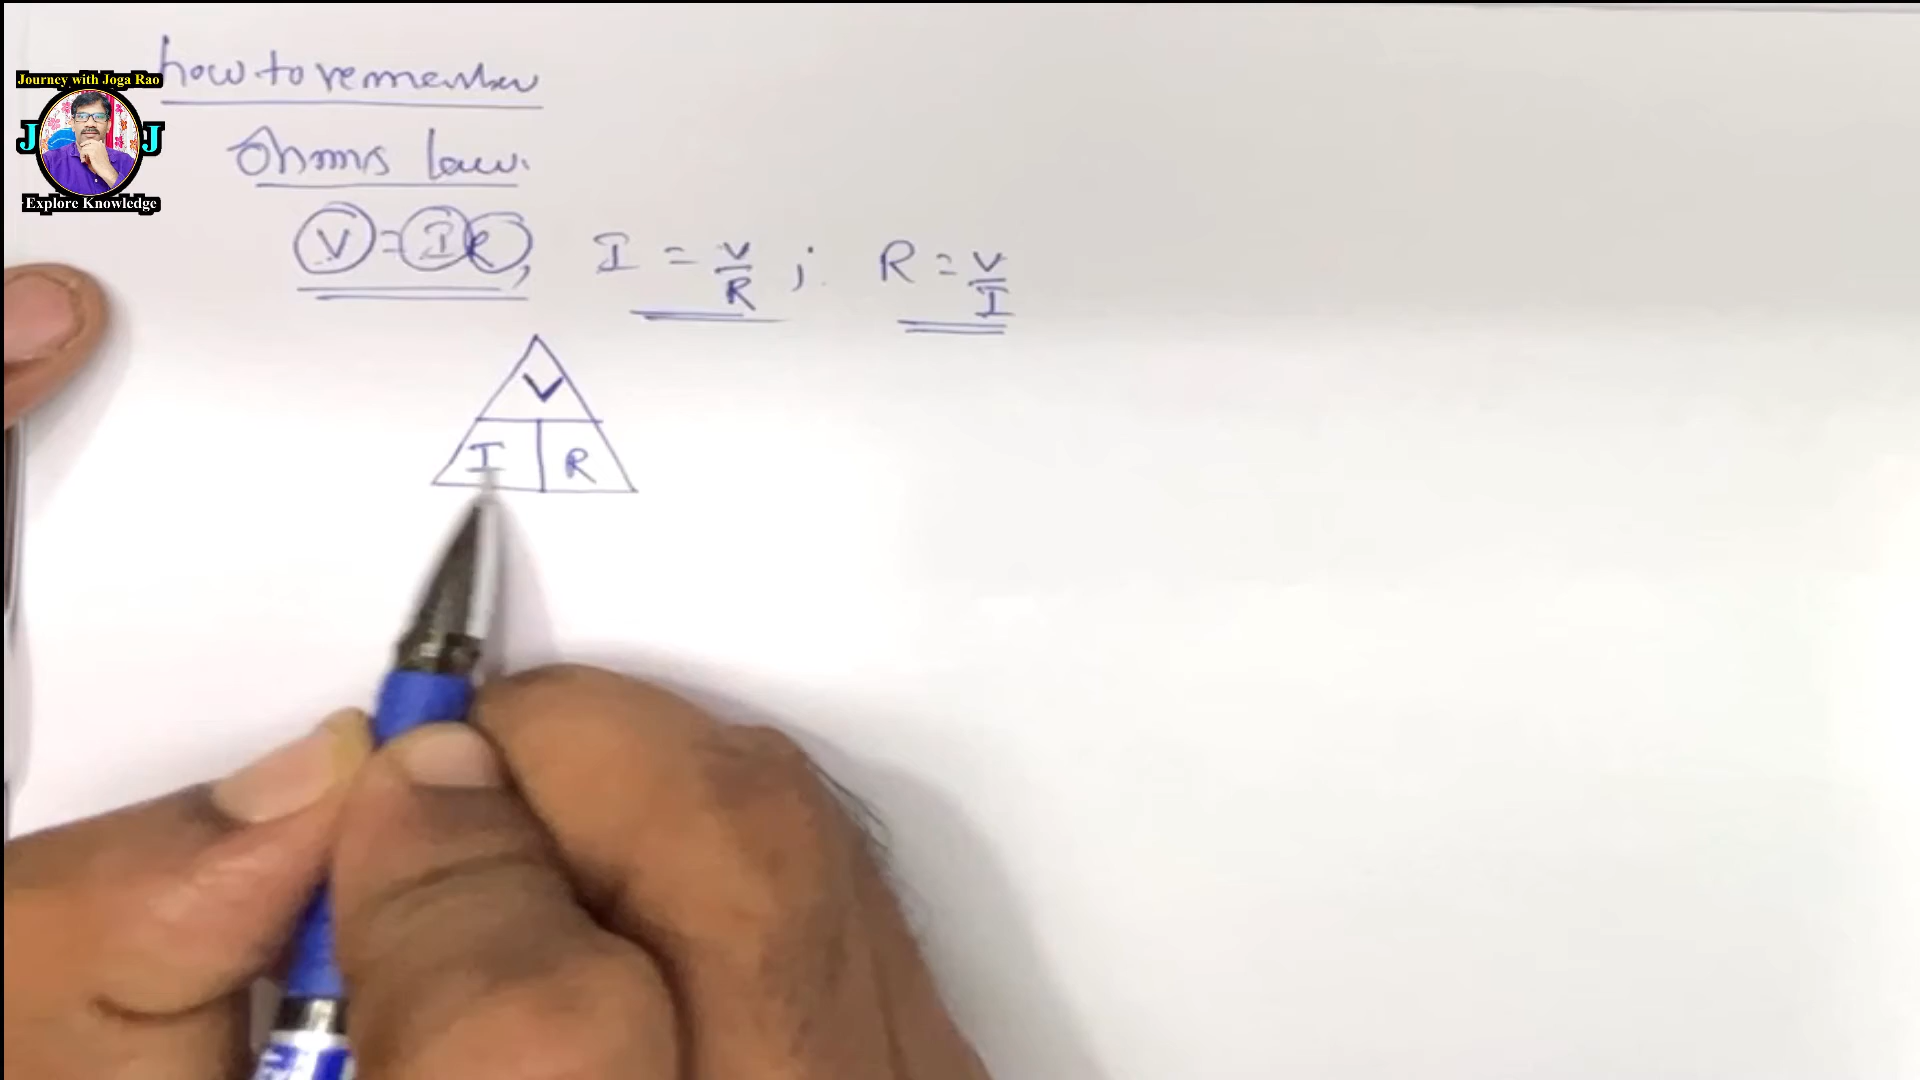 Journey with Joga Rao
J J
Explore Knowledge
how to remember
Ohms law.
V = IR, I = V/R ; R = V/I
V
I R